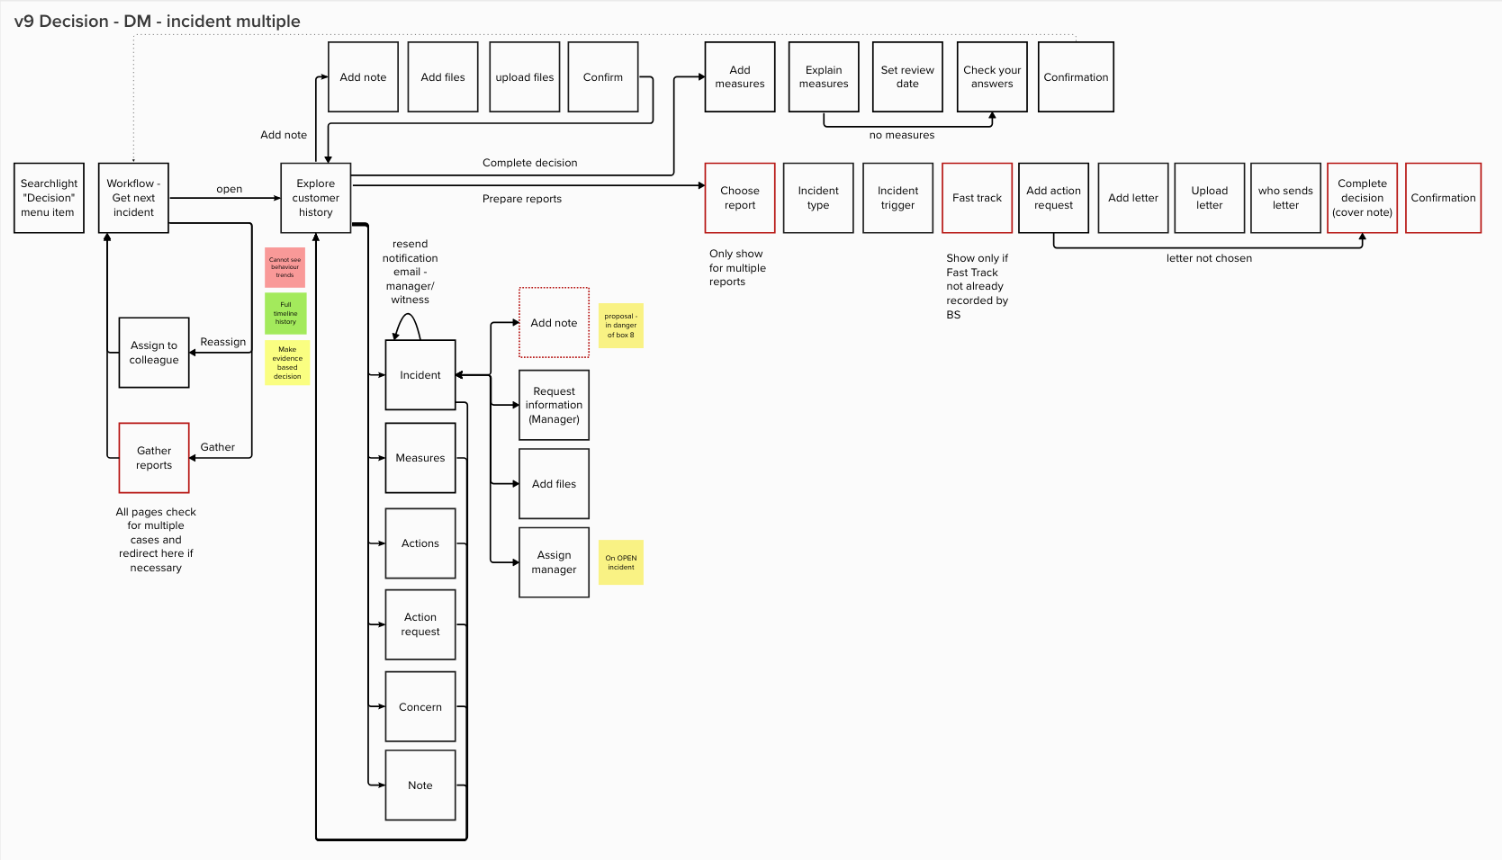 v9 Decision - DM - incident multiple
Add note
Add files
upload files
Confirm
Add
measures
Explain
measures
Set review
date
Check your
answers
Confirmation
no measures
Add note
Complete decision
Searchlight
"Decision"
menu item
Workflow -
Get next
incident
open
Explore
customer
history
Prepare reports
Choose
report
Incident
type
Incident
trigger
Fast track
Add action
request
Add letter
Upload
letter
who sends
letter
Complete
decision
(cover note)
Confirmation
letter not chosen
Only show
for multiple
reports
Show only if
Fast Track
not already
recorded by
BS
Cannot see
behaviour
trends
Full
timeline
history
Make
evidence
based
decision
resend
notification
email -
manager/
witness
Assign to
colleague
Reassign
Gather
reports
Gather
All pages check
for multiple
cases and
redirect here if
necessary
Incident
Measures
Actions
Action
request
Concern
Note
Add note
proposal -
in danger
of box 8
Request
information
(Manager)
Add files
Assign
manager
On OPEN
incident